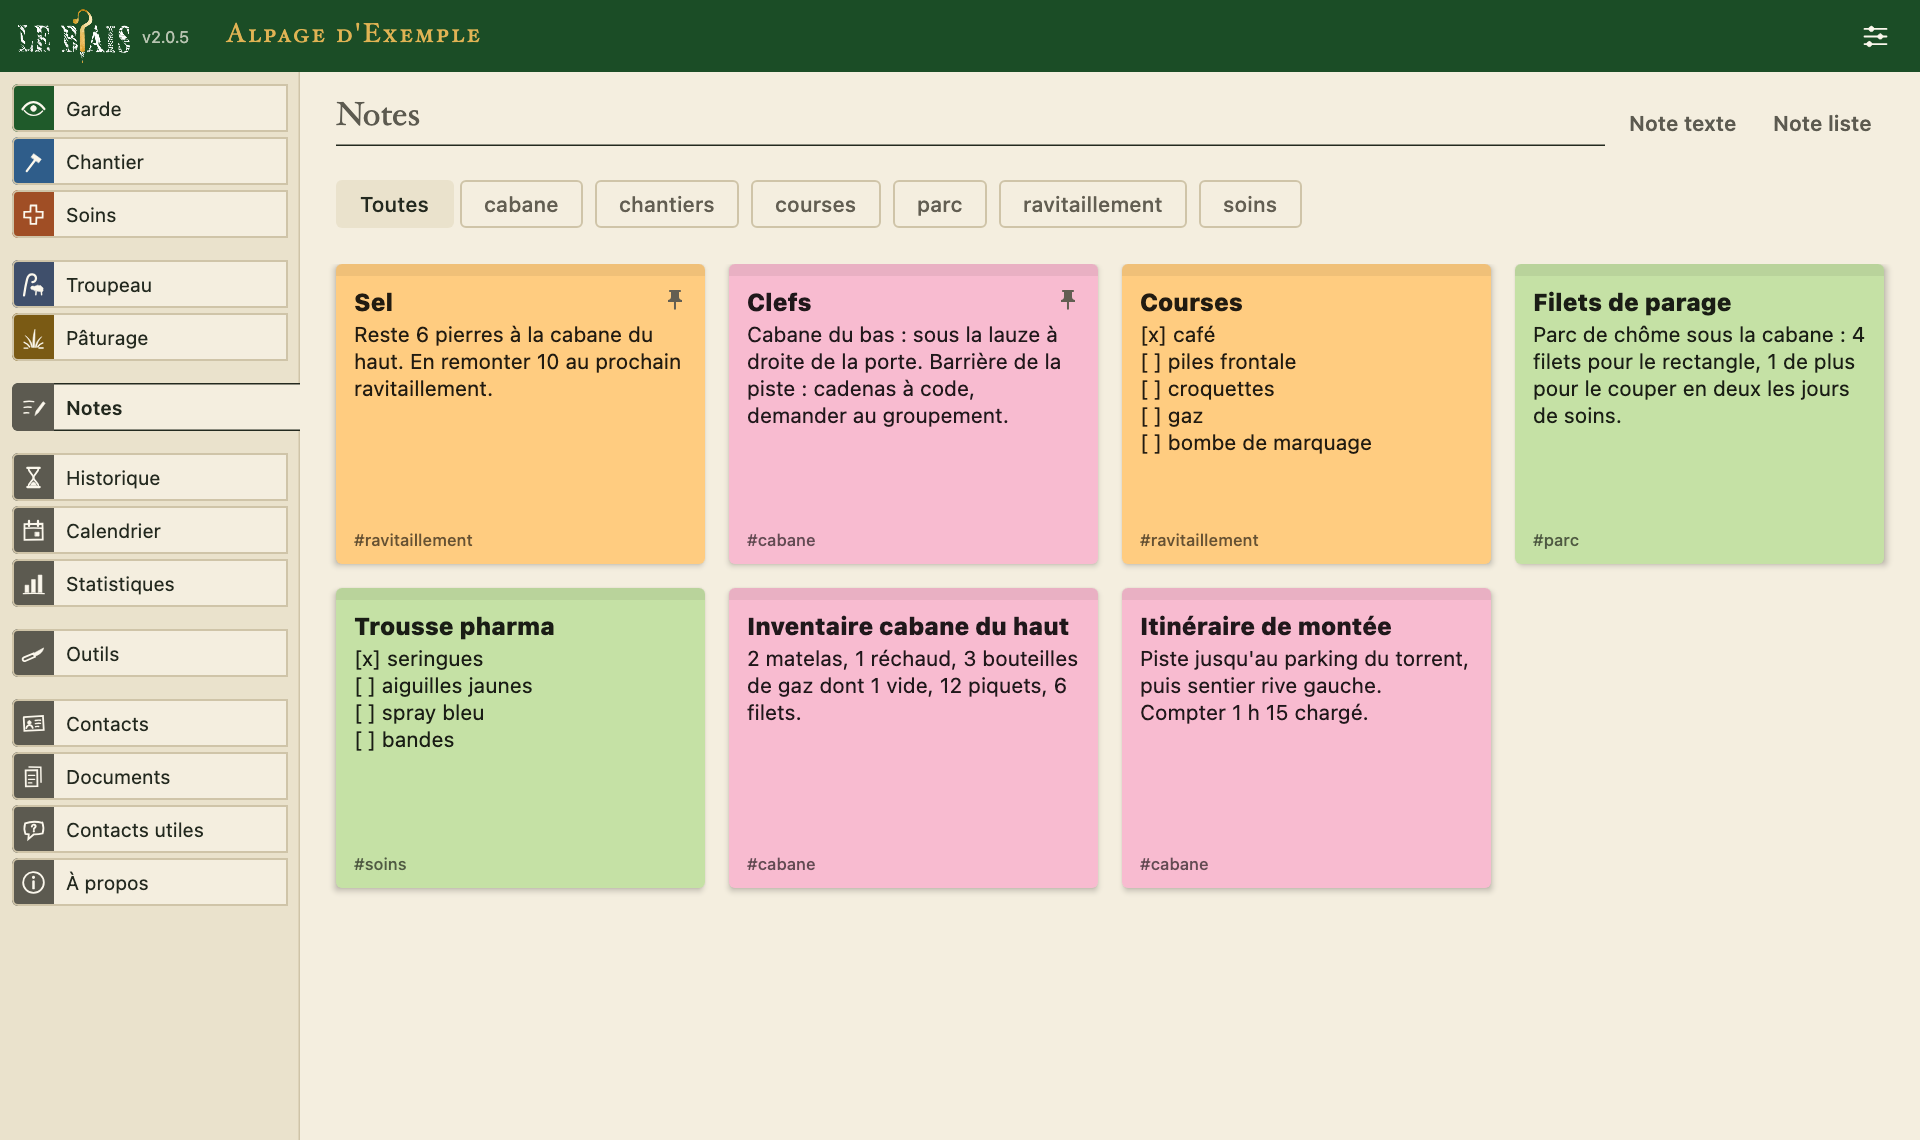 LE BIAIS v2.0.5 Alpage d'Exemple
Garde
Chantier
Soins
Troupeau
Pâturage
Notes
Historique
Calendrier
Statistiques
Outils
Contacts
Documents
Contacts utiles
À propos
Notes
Note texte Note liste
Toutes cabane chantiers courses parc ravitaillement soins
Sel
Reste 6 pierres à la cabane du
haut. En remonter 10 au prochain
ravitaillement.
#ravitaillement
Clefs
Cabane du bas : sous la lauze à
droite de la porte. Barrière de la
piste : cadenas à code,
demander au groupement.
#cabane
Courses
[x] café
[ ] piles frontale
[ ] croquettes
[ ] gaz
[ ] bombe de marquage
#ravitaillement
Filets de parage
Parc de chôme sous la cabane : 4
filets pour le rectangle, 1 de plus
pour le couper en deux les jours
de soins.
#parc
Trousse pharma
[x] seringues
[ ] aiguilles jaunes
[ ] spray bleu
[ ] bandes
#soins
Inventaire cabane du haut
2 matelas, 1 réchaud, 3 bouteilles
de gaz dont 1 vide, 12 piquets, 6
filets.
#cabane
Itinéraire de montée
Piste jusqu'au parking du torrent,
puis sentier rive gauche.
Compter 1 h 15 chargé.
#cabane